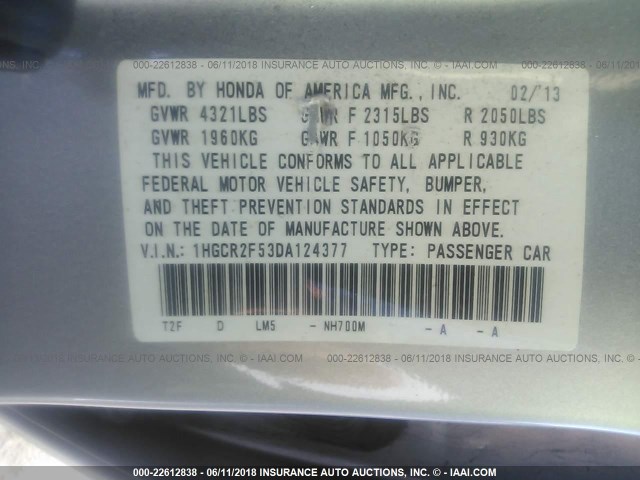 000-22612838 - 06/11/2018 INSURANCE AUTO AUCTIONS, INC. - IAAI.COM
MFD. BY HONDA OF AMERICA MFG., INC. 02/'13
GVWR 4321LBS GAWR F 2315LBS R 2050LBS
GVWR 1960KG GAWR F 1050KG R 930KG
THIS VEHICLE CONFORMS TO ALL APPLICABLE
FEDERAL MOTOR VEHICLE SAFETY, BUMPER,
AND THEFT PREVENTION STANDARDS IN EFFECT
ON THE DATE OF MANUFACTURE SHOWN ABOVE.
V.I.N.: 1HGCR2F53DA124377 TYPE: PASSENGER CAR
T2F D LM5 - NH700M - A - A
IAAI.COM 000-22612838 - 06/11/2018 INSURANCE AUTO AUCTIONS, INC. - IAAI.COM
000-22612838 - 06/11/2018 INSURANCE AUTO AUCTIONS, INC. - IAAI.COM